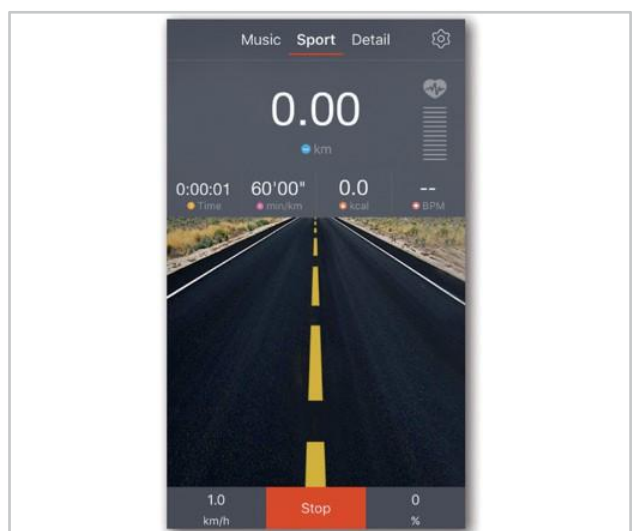 Music Sport Detail
0.00
km
0:00:01 60'00" 0.0 --
Time min/km kcal BPM
1.0 Stop 0
km/h %